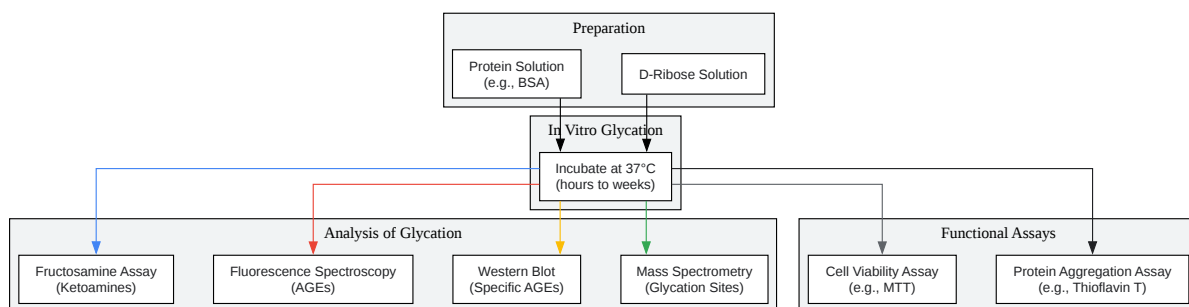 Preparation
Protein Solution
(e.g., BSA)
D-Ribose Solution
In Vitro Glycation
Incubate at 37°C
(hours to weeks)
Analysis of Glycation
Fructosamine Assay
(Ketoamines)
Fluorescence Spectroscopy
(AGEs)
Western Blot
(Specific AGEs)
Mass Spectrometry
(Glycation Sites)
Functional Assays
Cell Viability Assay
(e.g., MTT)
Protein Aggregation Assay
(e.g., Thioflavin T)